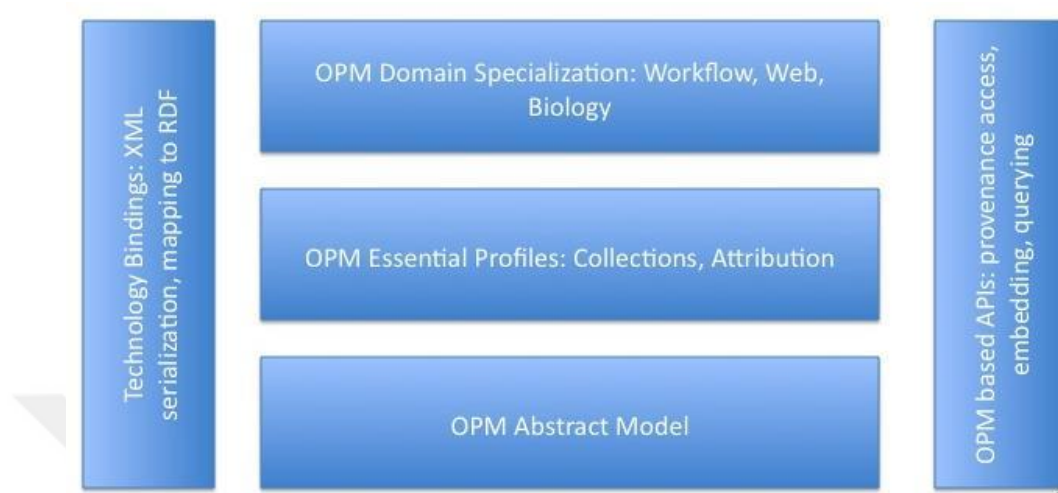 Technology Bindings: XML
serialization, mapping to RDF
OPM Domain Specialization: Workflow, Web,
Biology
OPM Essential Profiles: Collections, Attribution
OPM Abstract Model
OPM based APIs: provenance access,
embedding, querying